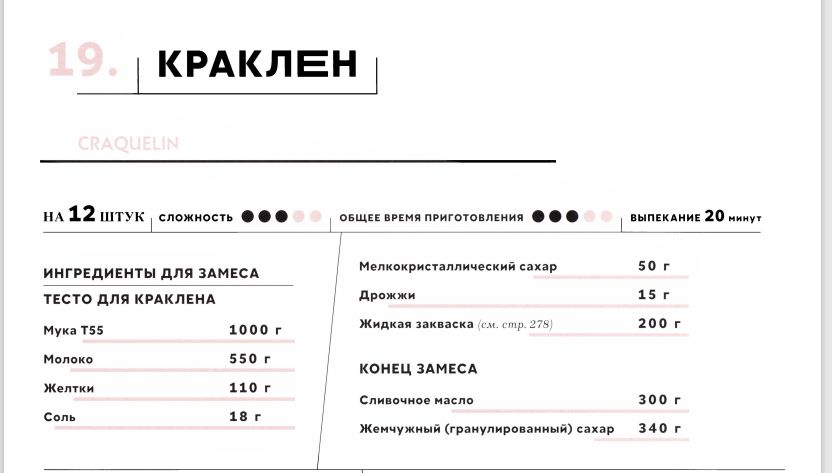 19. КРАКЛЕН
CRAQUELIN
НА 12 ШТУК СЛОЖНОСТЬ ОБЩЕЕ ВРЕМЯ ПРИГОТОВЛЕНИЯ ВЫПЕКАНИЕ 20 минут
ИНГРЕДИЕНТЫ ДЛЯ ЗАМЕСА
ТЕСТО ДЛЯ КРАКЛЕНА
Мука Т55 1000 г
Молоко 550 г
Желтки 110 г
Соль 18 г
Мелкокристаллический сахар 50 г
Дрожжи 15 г
Жидкая закваска (см. стр. 278) 200 г
КОНЕЦ ЗАМЕСА
Сливочное масло 300 г
Жемчужный (гранулированный) сахар 340 г